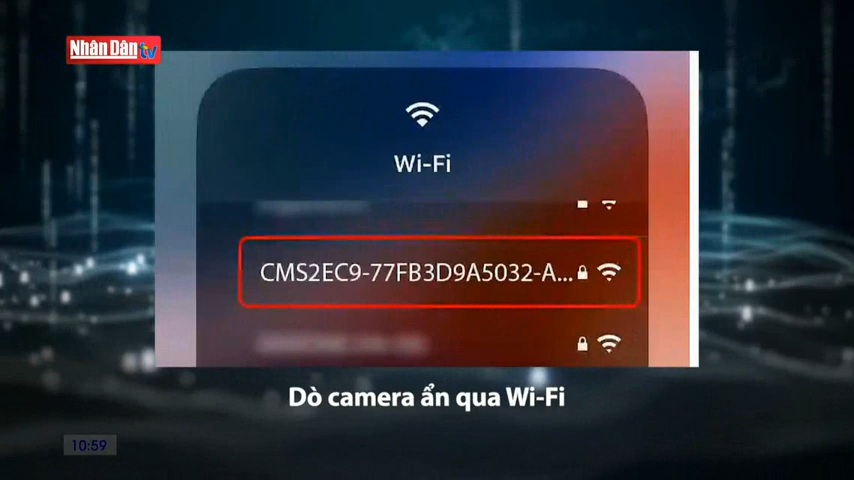 Nhân Dân tv
Wi-Fi
CMS2EC9-77FB3D9A5032-A...
Dò camera ẩn qua Wi-Fi
10:59